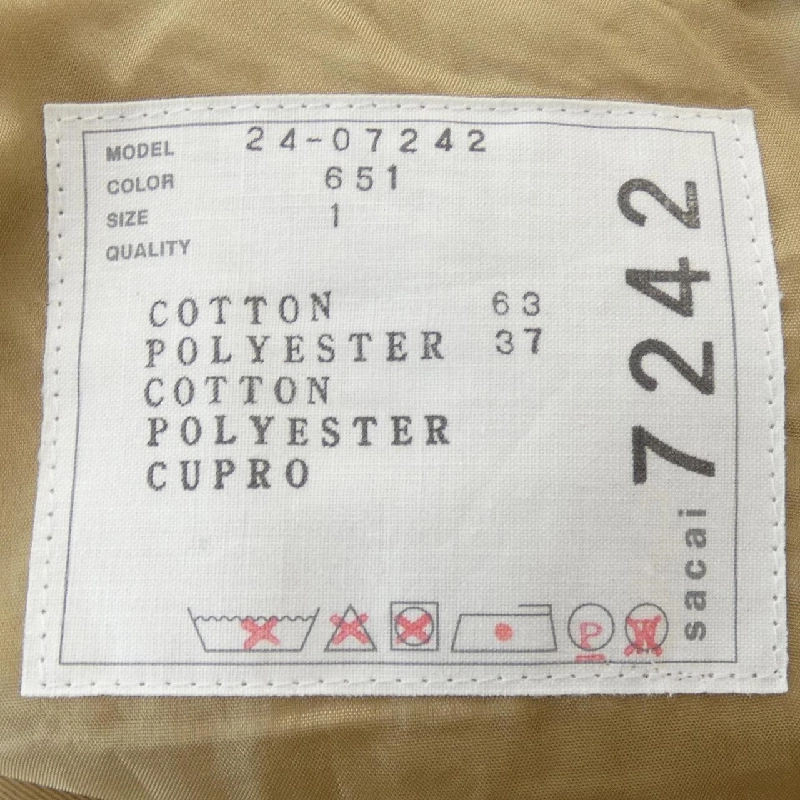 MODEL 24-07242
COLOR 651
SIZE 1
QUALITY
COTTON 63
POLYESTER 37
COTTON
POLYESTER
CUPRO
P
W
sacai 7242